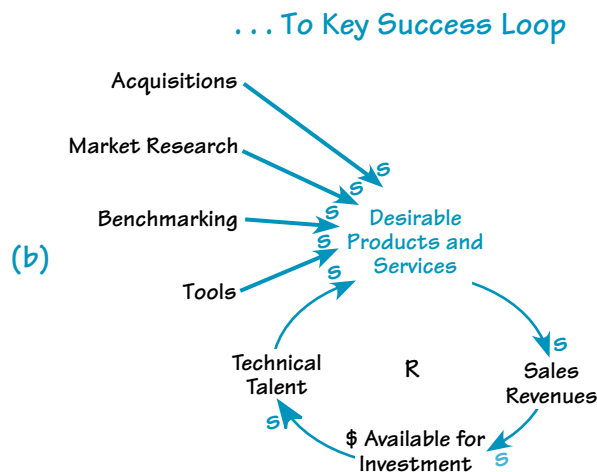 . . . To Key Success Loop
Acquisitions
Market Research
Benchmarking
Tools
(b)
s
s
s
s
s
Desirable
Products and
Services
s
Sales
Revenues
R
Technical
Talent
s
$ Available for
Investment
s